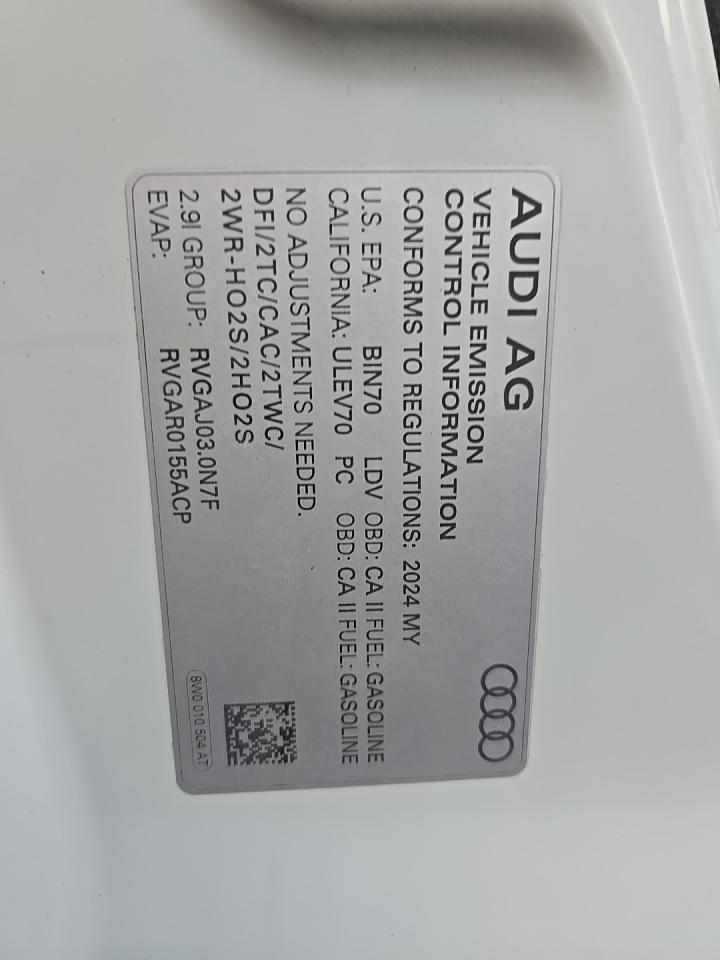 AUDI AG
VEHICLE EMISSION
CONTROL INFORMATION
CONFORMS TO REGULATIONS: 2024 MY
U.S. EPA: BIN70 LDV OBD: CA II FUEL: GASOLINE
CALIFORNIA: ULEV70 PC OBD: CA II FUEL: GASOLINE
NO ADJUSTMENTS NEEDED.
DFI/2TC/CAC/2TWC/
2WR-HO2S/2HO2S
2.9l GROUP: RVGAJ03.0N7F
EVAP: RVGAR0155ACP
8W0 010 504 AT